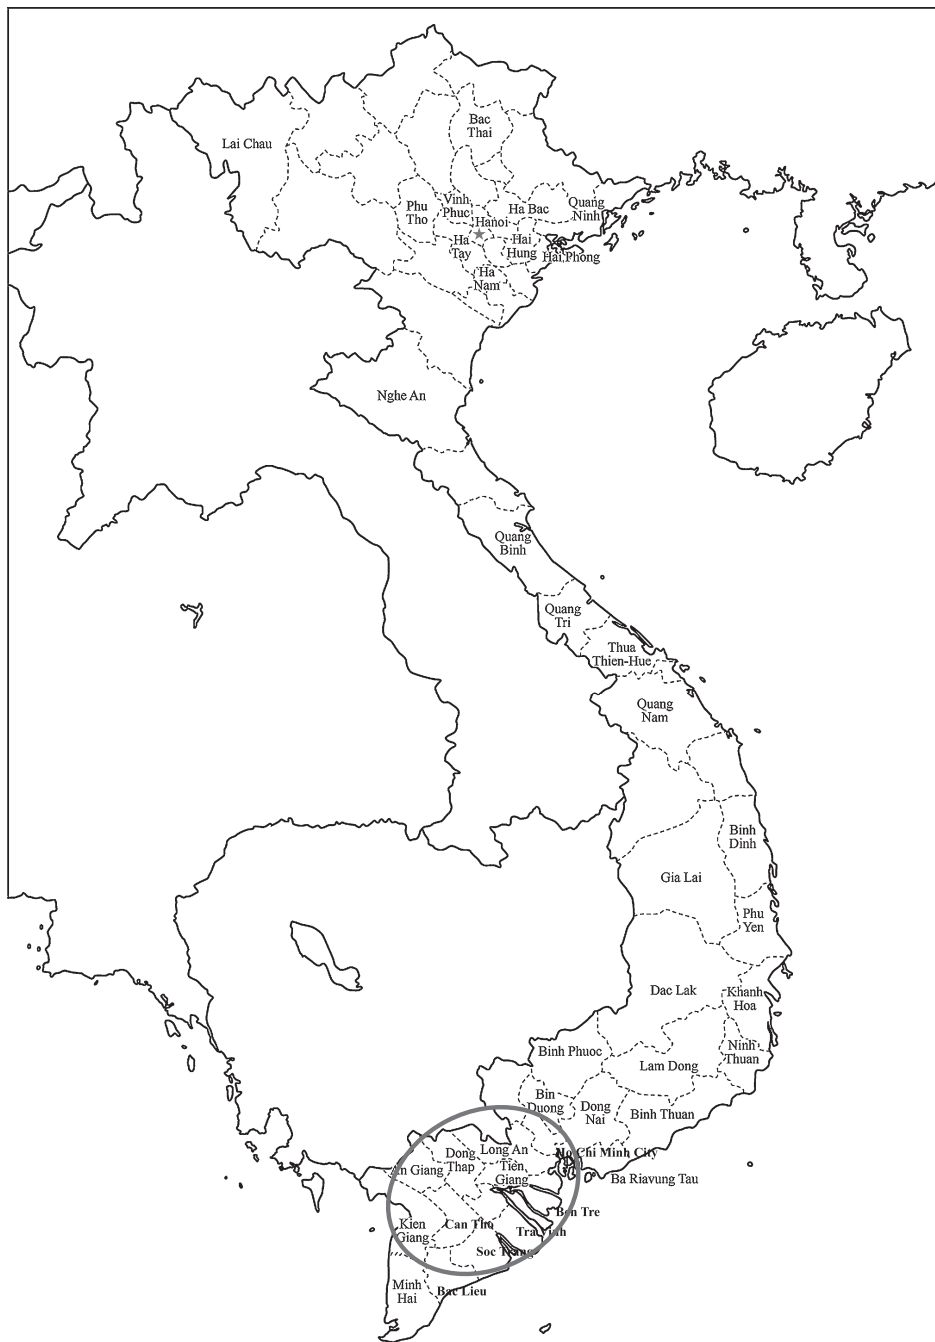 Bac
Thai
Lai Chau
Phu
Tho
Vinh
Phuc
Hanoi
Ha Bac
Quang
Ninh
Ha
Tay
Hai
Hung
Hai Phong
Ha
Nam
Nghe An
Quang
Binh
Quang
Tri
Thua
Thien-Hue
Quang
Nam
Binh
Dinh
Gia Lai
Phu
Yen
Dac Lak
Khanh
Hoa
Binh Phuoc
Ninh
Thuan
Lam Dong
Bin
Duong
Dong
Nai
Binh Thuan
Ho Chi Minh City
Long An
Dong
Thap
Tien
Giang
An Giang
Ba Riavung Tau
Ben Tre
Kien
Giang
Can Tho
Tra Vinh
Soc Trang
Minh
Hai
Bac Lieu